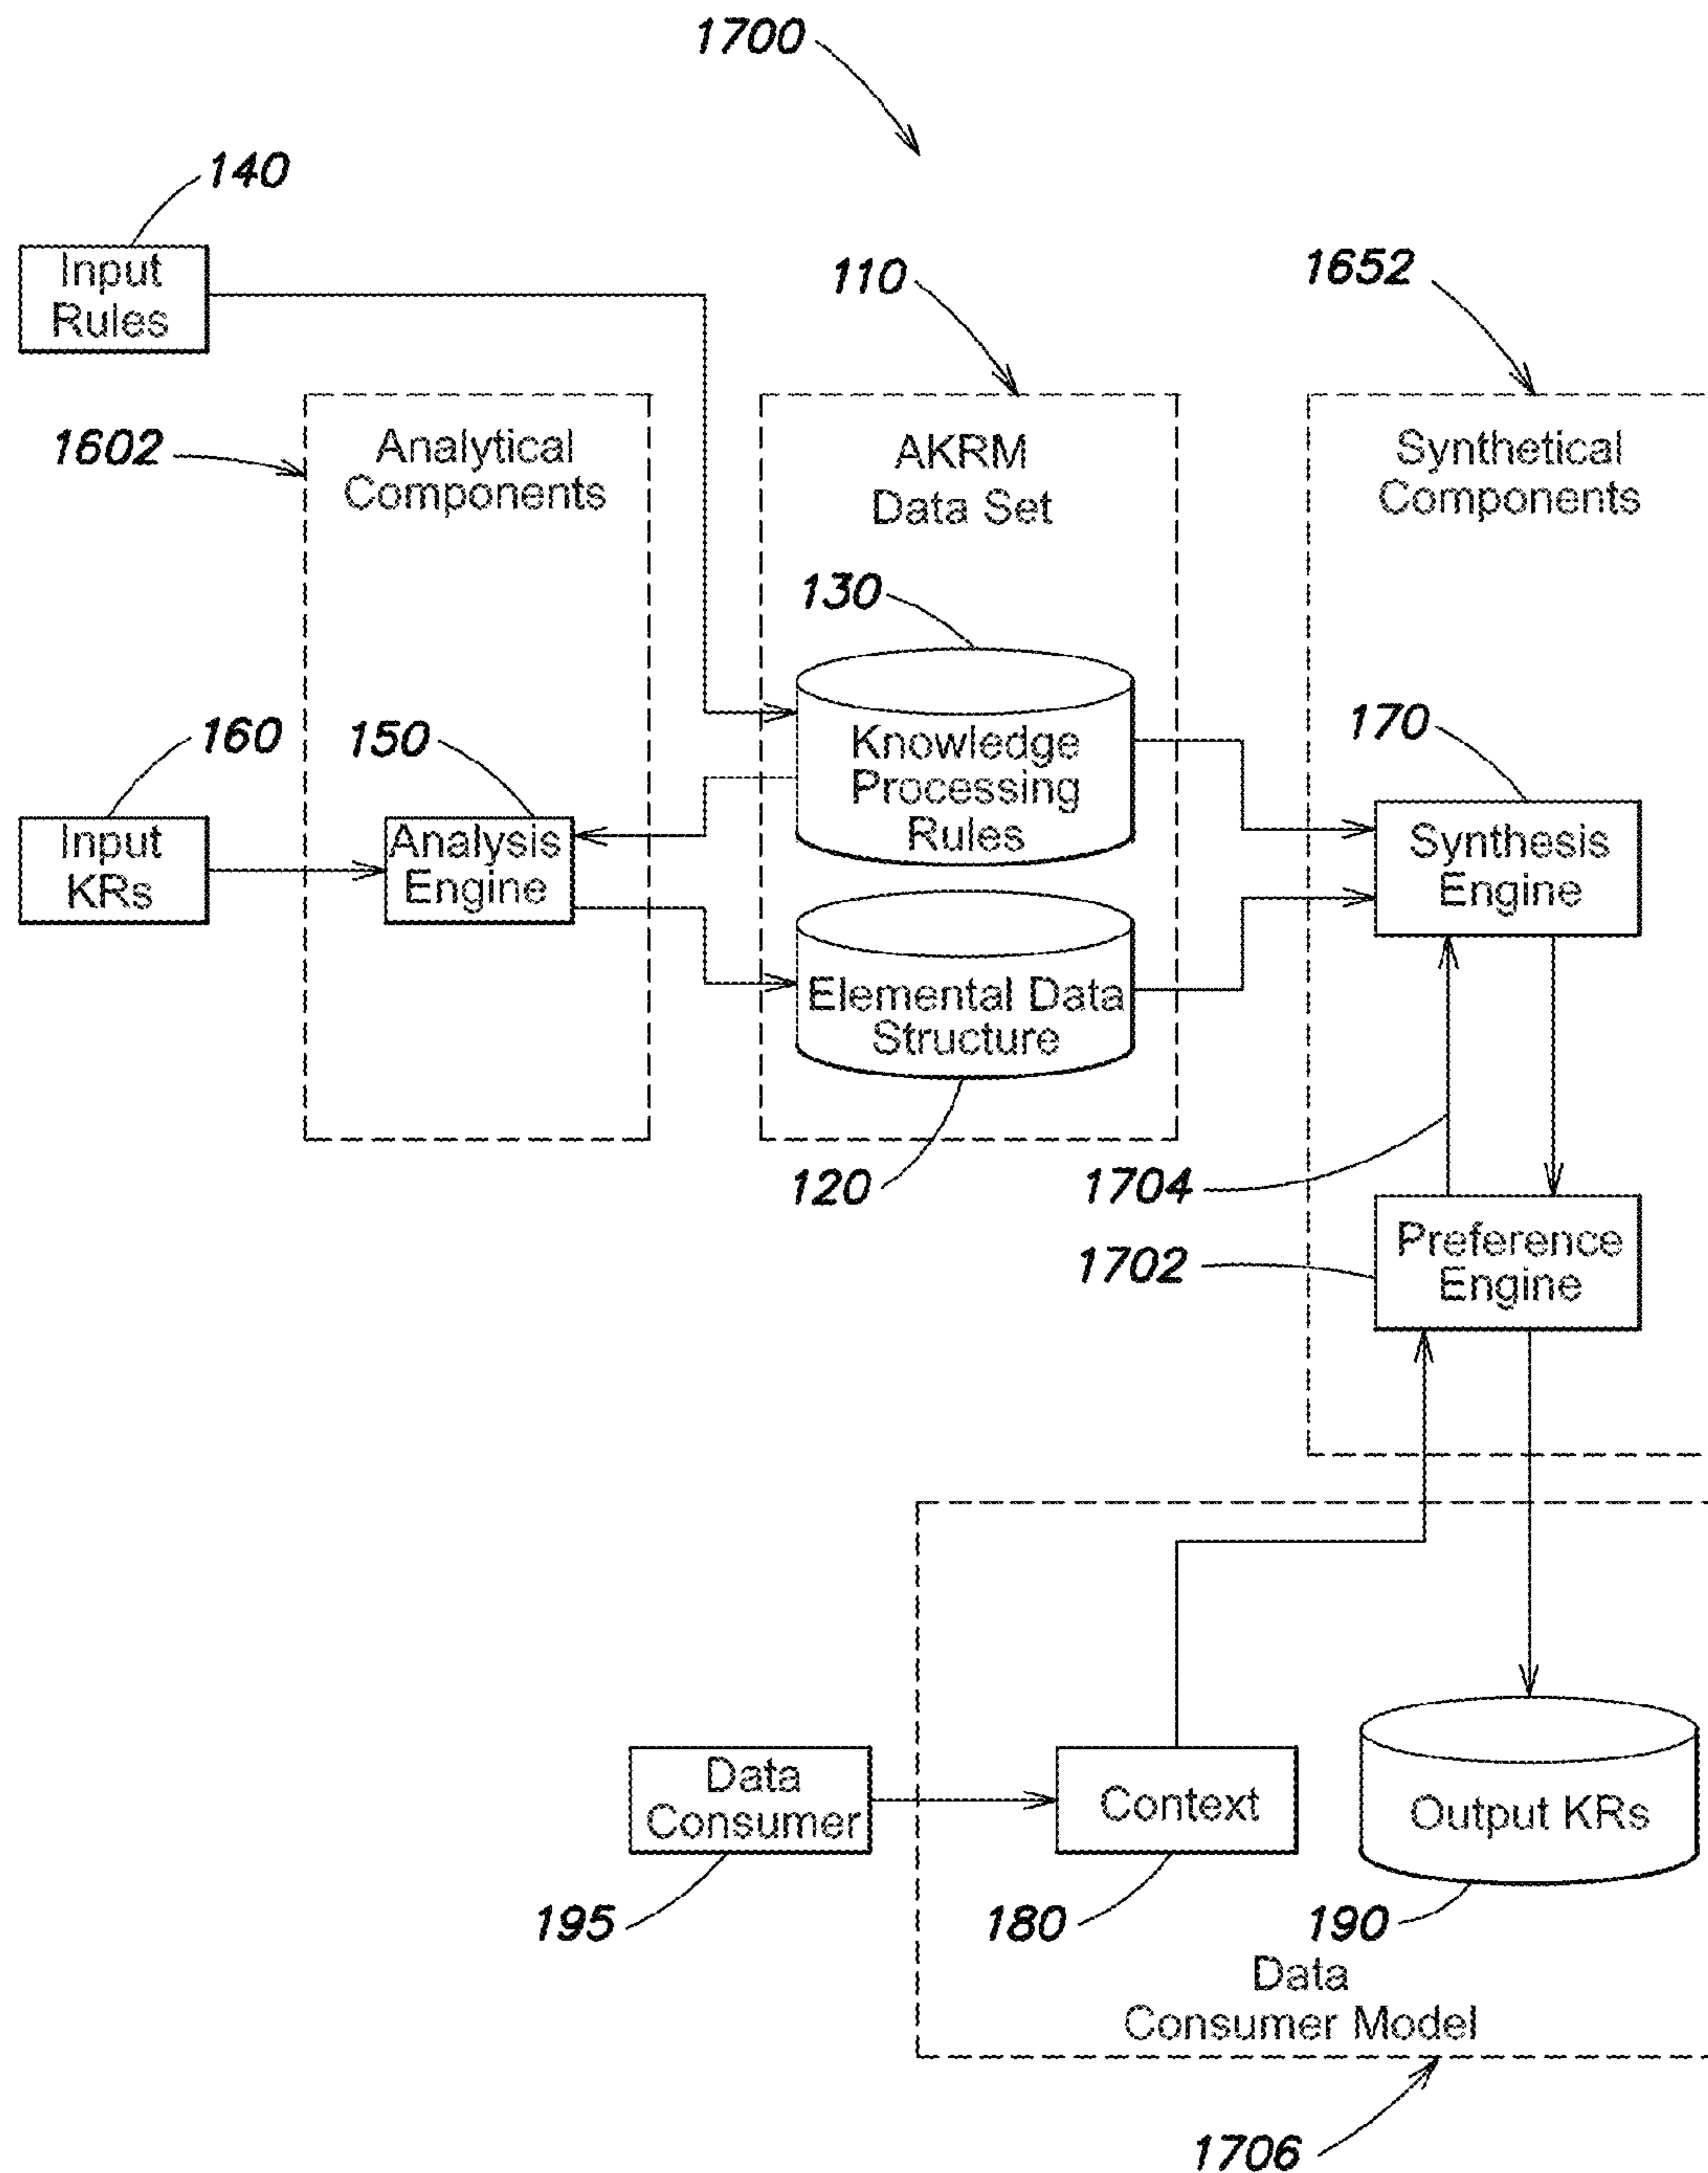 1700
140
Input
Rules
110
1652
1602
Analytical
Components
AKRM
Data Set
Synthetical
Components
130
Knowledge
Processing
Rules
160
150
170
Input
KRs
Analysis
Engine
Synthesis
Engine
Elemental Data
Structure
120
1704
1702
Preference
Engine
Data
Consumer
Context
Output KRs
195
180
190
Data
Consumer Model
1706